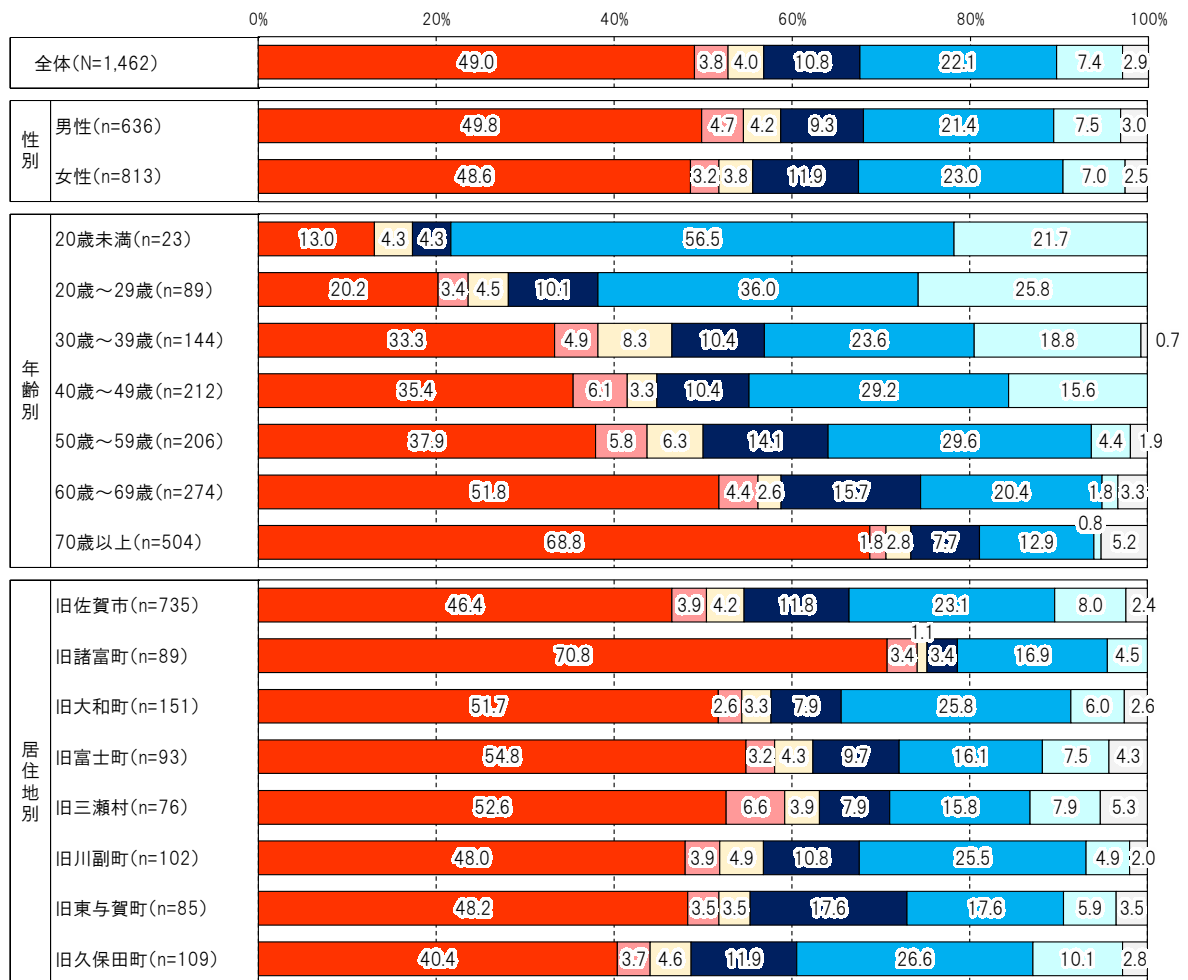 0% 20% 40% 60% 80% 100%
全体(N=1,462) 49.0 3.8 4.0 10.8 22.1 7.4 2.9
性別
男性(n=636) 49.8 4.7 4.2 9.3 21.4 7.5 3.0
女性(n=813) 48.6 3.2 3.8 11.9 23.0 7.0 2.5
年齢別
20歳未満(n=23) 13.0 4.3 4.3 56.5 21.7
20歳～29歳(n=89) 20.2 3.4 4.5 10.1 36.0 25.8
30歳～39歳(n=144) 33.3 4.9 8.3 10.4 23.6 18.8 0.7
40歳～49歳(n=212) 35.4 6.1 3.3 10.4 29.2 15.6
50歳～59歳(n=206) 37.9 5.8 6.3 14.1 29.6 4.4 1.9
60歳～69歳(n=274) 51.8 4.4 2.6 15.7 20.4 1.8 3.3
70歳以上(n=504) 68.8 1.8 2.8 7.7 12.9 0.8 5.2
居住地別
旧佐賀市(n=735) 46.4 3.9 4.2 11.8 23.1 8.0 2.4
旧諸富町(n=89) 70.8 3.4 1.1 3.4 16.9 4.5
旧大和町(n=151) 51.7 2.6 3.3 7.9 25.8 6.0 2.6
旧富士町(n=93) 54.8 3.2 4.3 9.7 16.1 7.5 4.3
旧三瀬村(n=76) 52.6 6.6 3.9 7.9 15.8 7.9 5.3
旧川副町(n=102) 48.0 3.9 4.9 10.8 25.5 4.9 2.0
旧東与賀町(n=85) 48.2 3.5 3.5 17.6 17.6 5.9 3.5
旧久保田町(n=109) 40.4 3.7 4.6 11.9 26.6 10.1 2.8